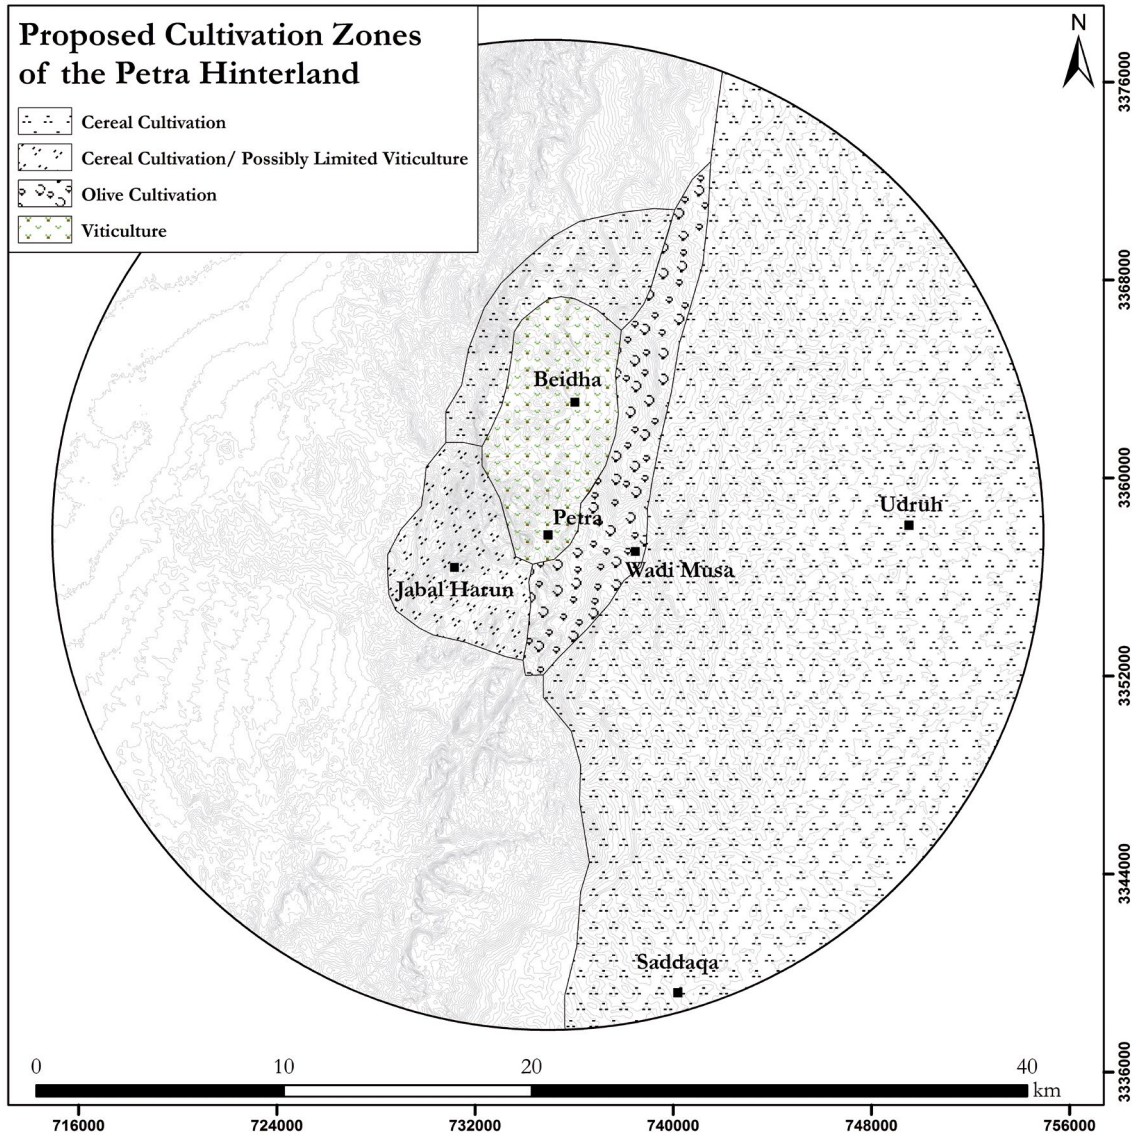 Proposed Cultivation Zones
of the Petra Hinterland
Cereal Cultivation
Cereal Cultivation/ Possibly Limited Viticulture
Olive Cultivation
Viticulture
N
3376000
3368000
Beidha
3360000
Udruh
Petra
Wadi Musa
Jabal Harun
3352000
3344000
Saddaqa
3336000
0 10 20 40
km
716000 724000 732000 740000 748000 756000